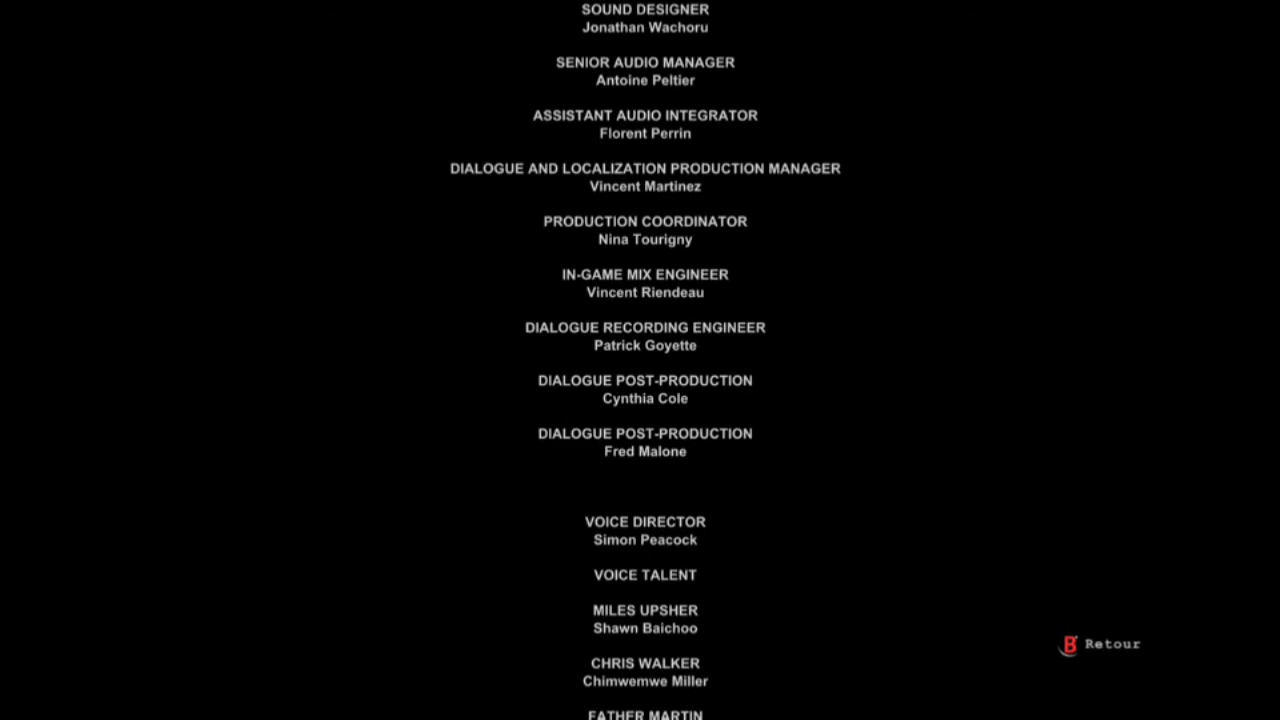 SOUND DESIGNER
Jonathan Wachoru
SENIOR AUDIO MANAGER
Antoine Peltier
ASSISTANT AUDIO INTEGRATOR
Florent Perrin
DIALOGUE AND LOCALIZATION PRODUCTION MANAGER
Vincent Martinez
PRODUCTION COORDINATOR
Nina Tourigny
IN-GAME MIX ENGINEER
Vincent Riendeau
DIALOGUE RECORDING ENGINEER
Patrick Goyette
DIALOGUE POST-PRODUCTION
Cynthia Cole
DIALOGUE POST-PRODUCTION
Fred Malone
VOICE DIRECTOR
Simon Peacock
VOICE TALENT
MILES UPSHER
Shawn Baichoo
CHRIS WALKER
Chimwemwe Miller
FATHER MARTIN
B Retour